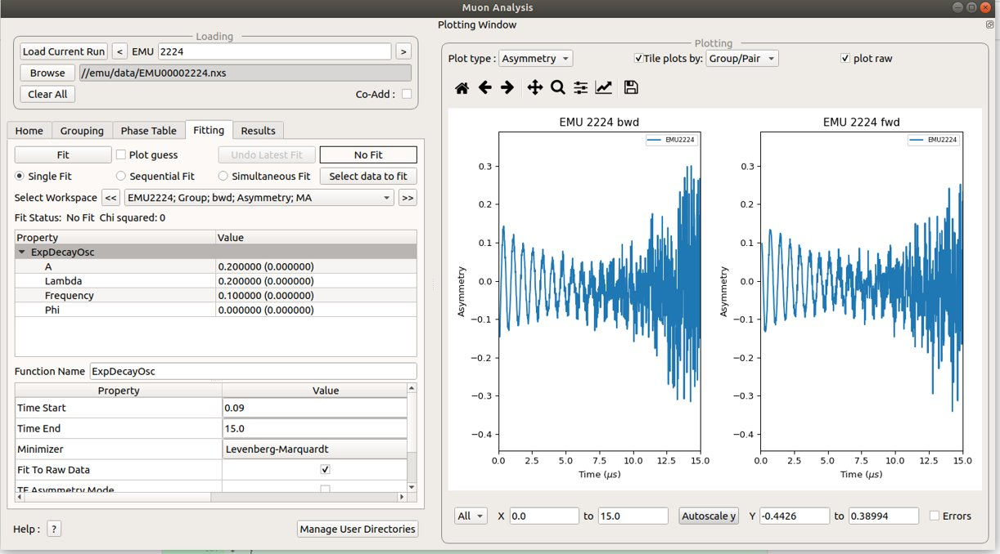 Muon Analysis
Loading
Load Current Run < EMU 2224 >
Browse //emu/data/EMU00002224.nxs
Clear All Co-Add :
Home Grouping Phase Table Fitting Results
Fit Plot guess Undo Latest Fit No Fit
Single Fit Sequential Fit Simultaneous Fit Select data to fit
Select Workspace << EMU2224; Group; bwd; Asymmetry; MA >>
Fit Status: No Fit Chi squared: 0
Property Value
ExpDecayOsc
A 0.200000 (0.000000)
Lambda 0.200000 (0.000000)
Frequency 0.100000 (0.000000)
Phi 0.000000 (0.000000)
Function Name ExpDecayOsc
Property Value
Time Start 0.09
Time End 15.0
Minimizer Levenberg-Marquardt
Fit To Raw Data
TF Asymmetry Mode
Help : ? Manage User Directories
Plotting Window
Plotting
Plot type : Asymmetry Tile plots by: Group/Pair plot raw
EMU 2224 bwd
EMU2224
0.3
0.2
0.1
0.0
−0.1
−0.2
−0.3
−0.4
Asymmetry
0.0 2.5 5.0 7.5 10.0 12.5 15.0
Time (μs)
EMU 2224 fwd
EMU2224
0.3
0.2
0.1
0.0
−0.1
−0.2
−0.3
−0.4
Asymmetry
0.0 2.5 5.0 7.5 10.0 12.5 15.0
Time (μs)
All X 0.0 to 15.0 Autoscale y Y -0.4426 to 0.38994 Errors